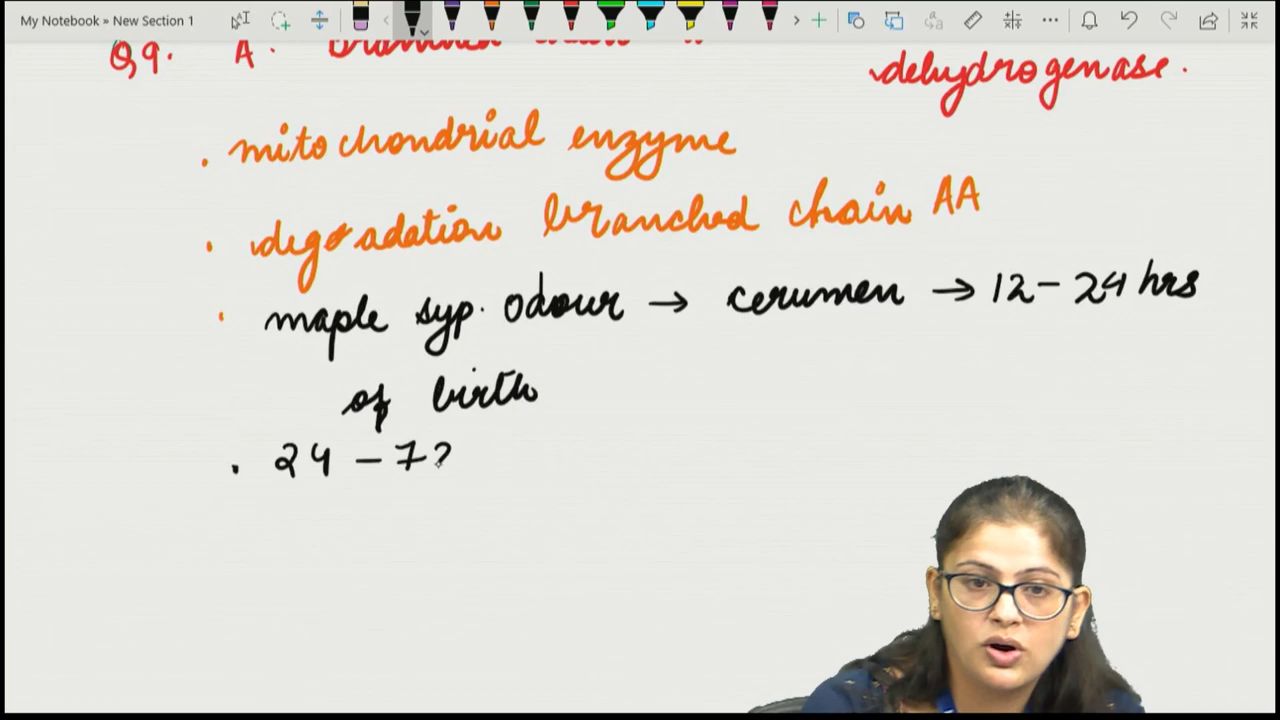 My Notebook » New Section 1
Q9. A.
dehydrogenase.
. mitochondrial enzyme
. degradation branched chain AA
. maple syp. odour → cerumen → 12 - 24 hrs
of birth
. 24 - 72